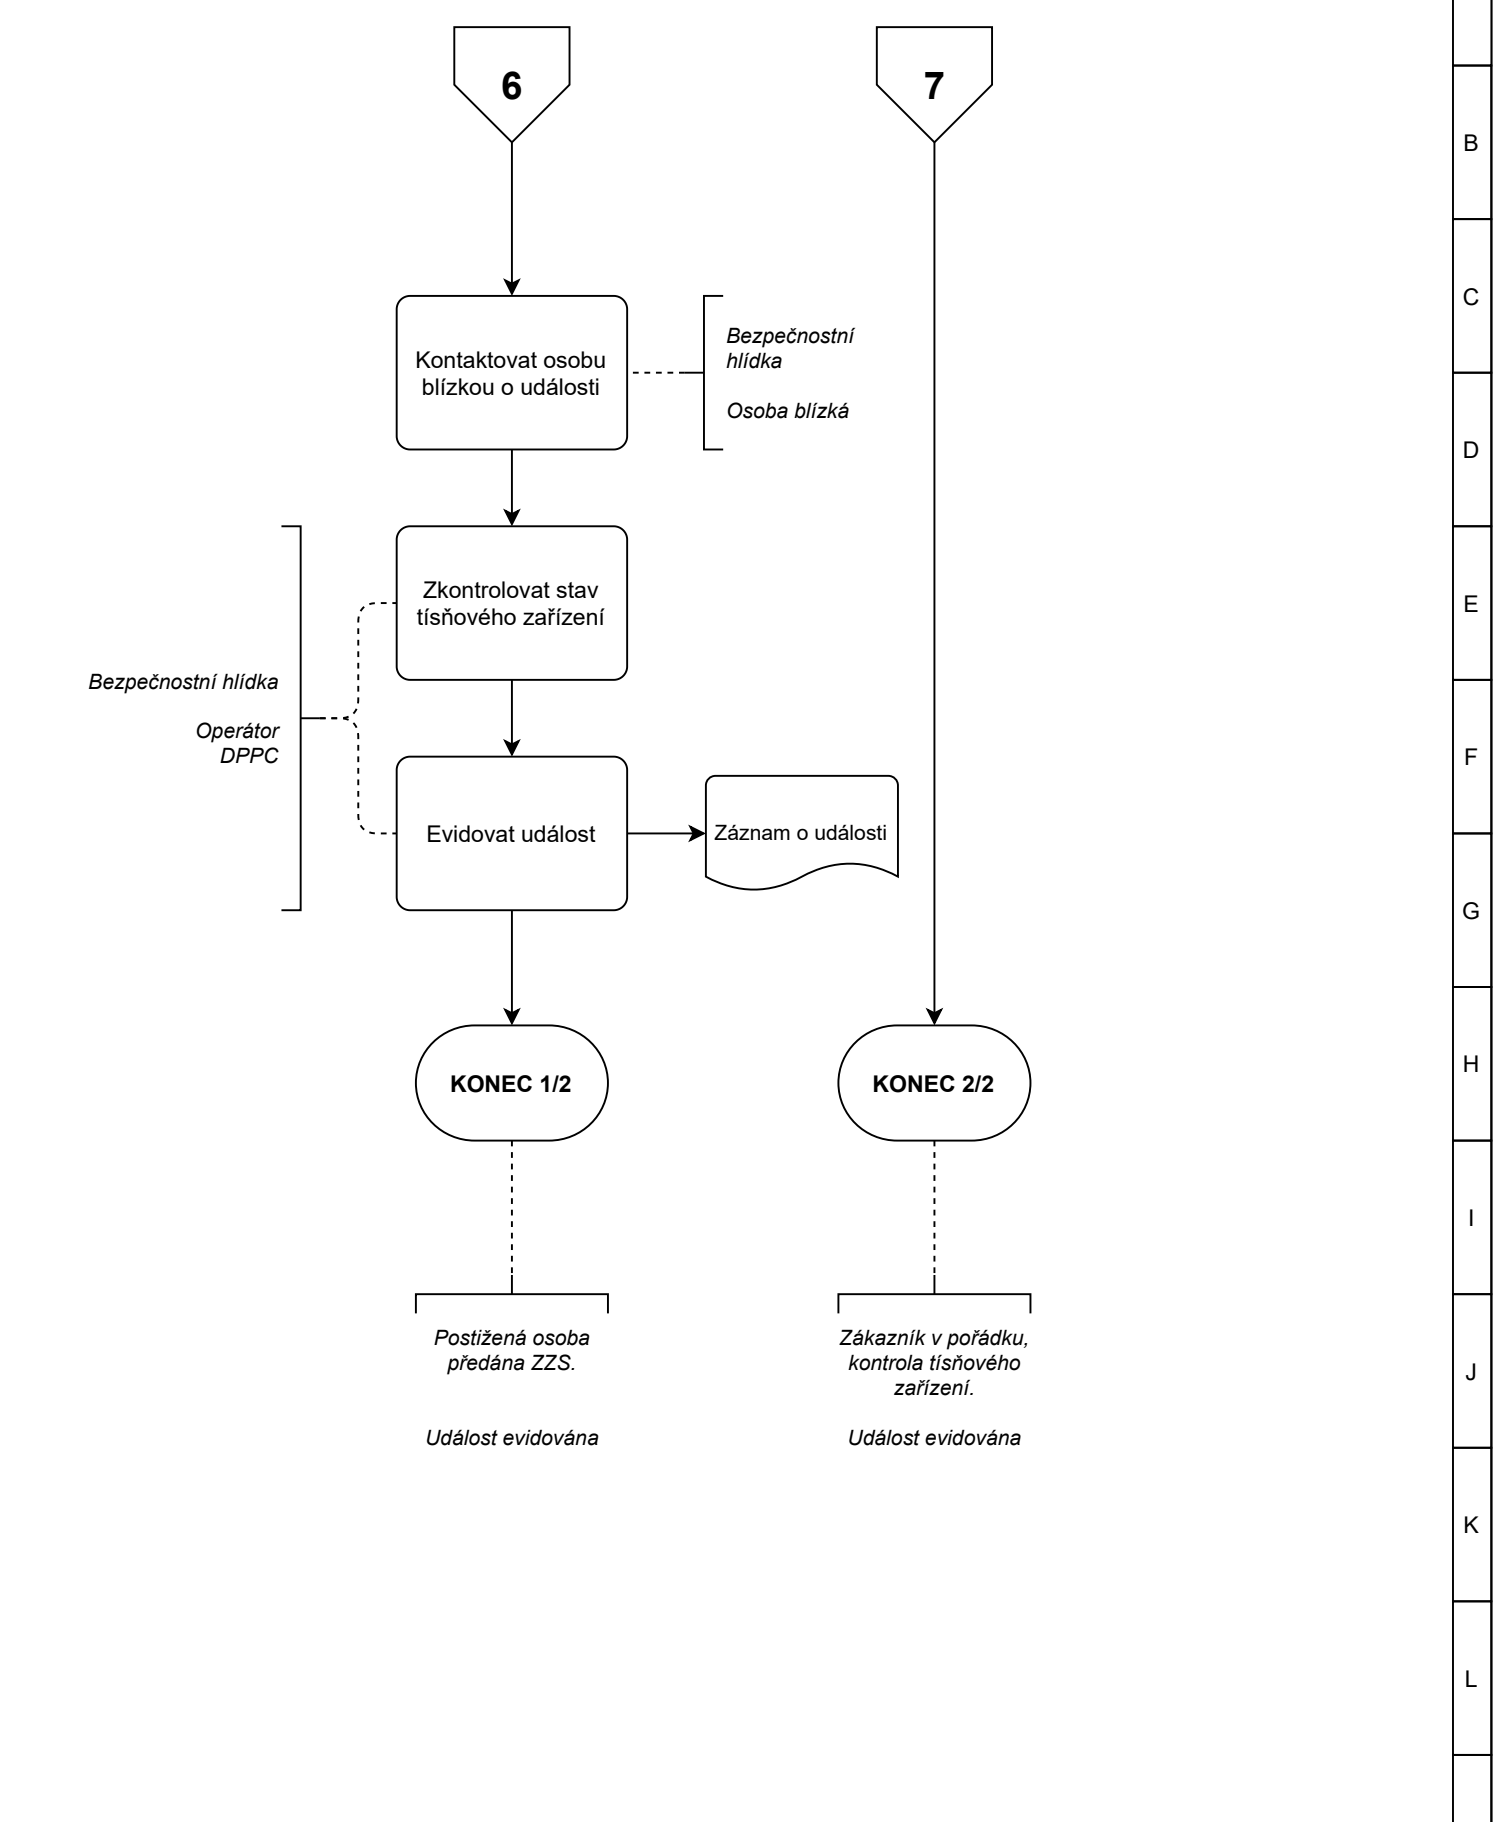 6
7
B
C
Kontaktovat osobu
blízkou o události
Bezpečnostní
hlídka
Osoba blízká
D
Zkontrolovat stav
tísňového zařízení
E
Bezpečnostní hlídka
Operátor
DPPC
F
Evidovat událost
Záznam o události
G
KONEC 1/2
KONEC 2/2
H
I
Postižená osoba
předána ZZS.
Událost evidována
Zákazník v pořádku,
kontrola tísňového
zařízení.
Událost evidována
J
K
L